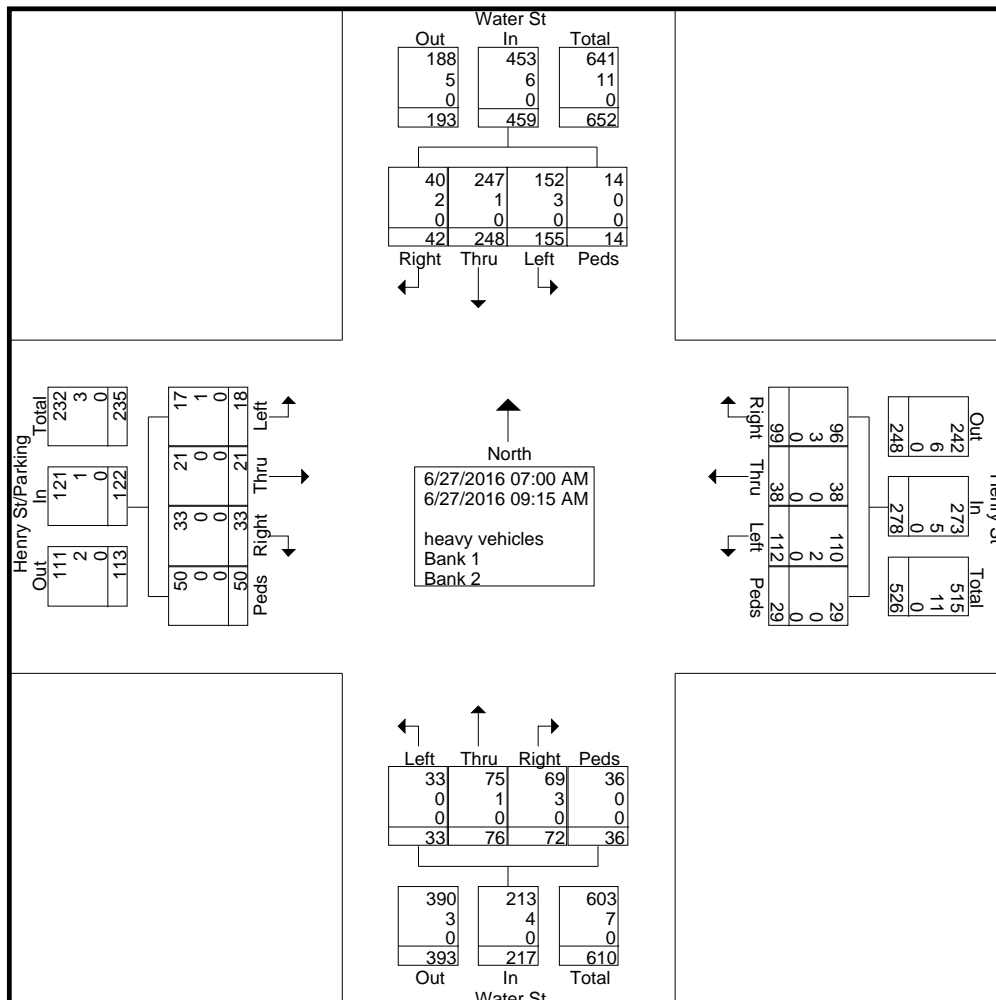 Water St
Out In Total
188 453 641
5 6 11
0 0 0
193 459 652
40 247 152 14
2 1 3 0
0 0 0 0
42 248 155 14
Right Thru Left Peds
Henry St/Parking
Total
232 3 0 235
In
121 1 0 122
Out
111 2 0 113
17 1 0 18
Left
21 0 0 21
Thru
33 0 0 33
Right
50 0 0 50
Peds
North
6/27/2016 07:00 AM
6/27/2016 09:15 AM
heavy vehicles
Bank 1
Bank 2
Right
96 3 0 99
Thru
38 0 0 38
Left
110 2 0 112
Peds
29 0 0 29
Out
242 6 0 248
In
273 5 0 278
Total
515 11 0 526
Henry St
Left Thru Right Peds
33 75 69 36
0 1 3 0
0 0 0 0
33 76 72 36
390 213 603
3 4 7
0 0 0
393 217 610
Out In Total
Water St